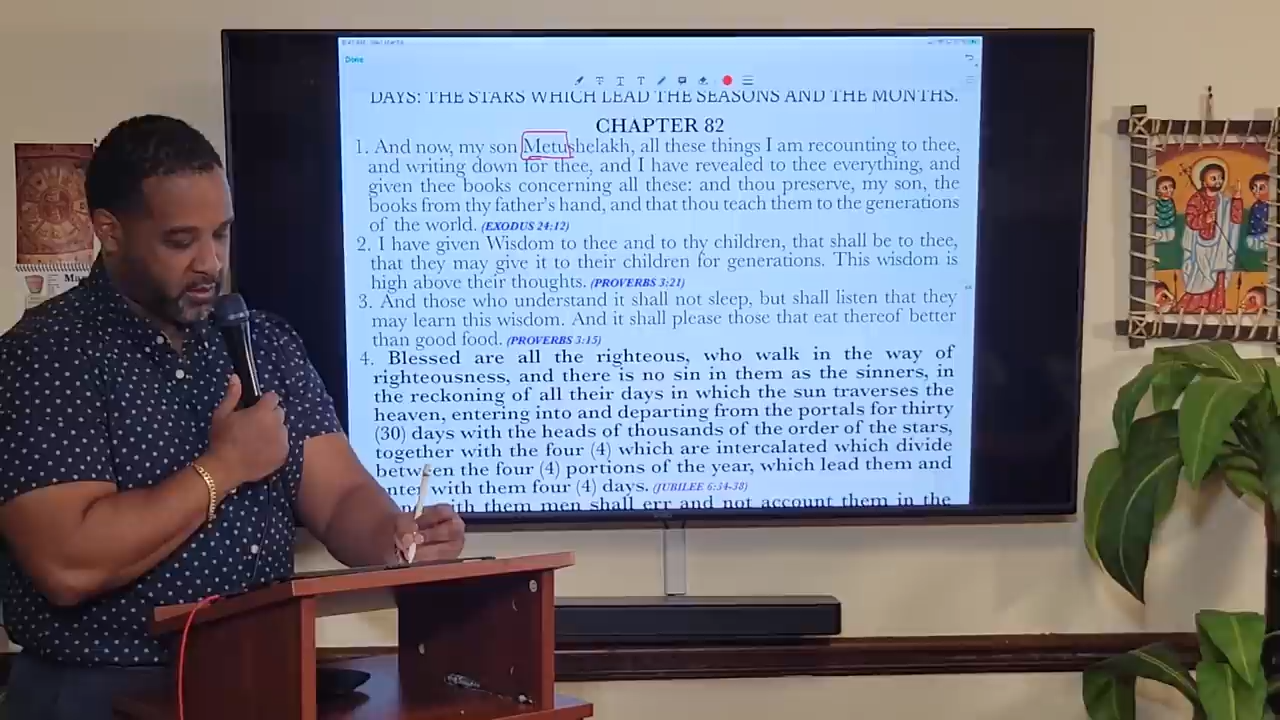 Done
DAYS: THE STARS WHICH LEAD THE SEASONS AND THE MONTHS.
CHAPTER 82
1. And now, my son Metushelakh, all these things I am recounting to thee,
and writing down for thee, and I have revealed to thee everything, and
given thee books concerning all these: and thou preserve, my son, the
books from thy father's hand, and that thou teach them to the generations
of the world. (EXODUS 24:12)
2. I have given Wisdom to thee and to thy children, that shall be to thee,
that they may give it to their children for generations. This wisdom is
high above their thoughts. (PROVERBS 3:21)
3. And those who understand it shall not sleep, but shall listen that they
may learn this wisdom. And it shall please those that eat thereof better
than good food. (PROVERBS 3:15)
4. Blessed are all the righteous, who walk in the way of
righteousness, and there is no sin in them as the sinners, in
the reckoning of all their days in which the sun traverses the
heaven, entering into and departing from the portals for thirty
(30) days with the heads of thousands of the order of the stars,
together with the four (4) which are intercalated which divide
between the four (4) portions of the year, which lead them and
with them four (4) days. (JUBILEE 6:34-38)
them men shall err and not account them in the